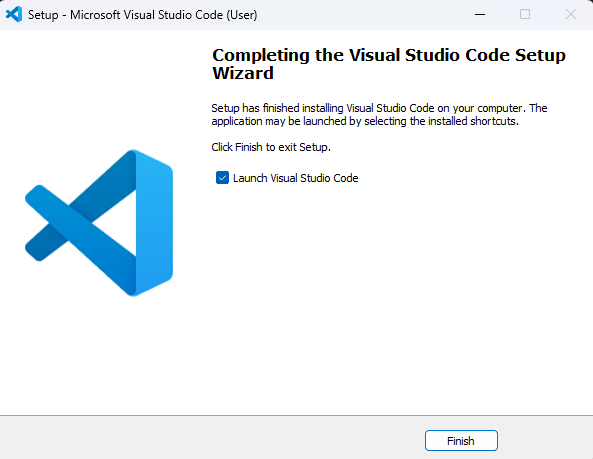 Setup - Microsoft Visual Studio Code (User)
Completing the Visual Studio Code Setup
Wizard
Setup has finished installing Visual Studio Code on your computer. The
application may be launched by selecting the installed shortcuts.
Click Finish to exit Setup.
Launch Visual Studio Code
Finish